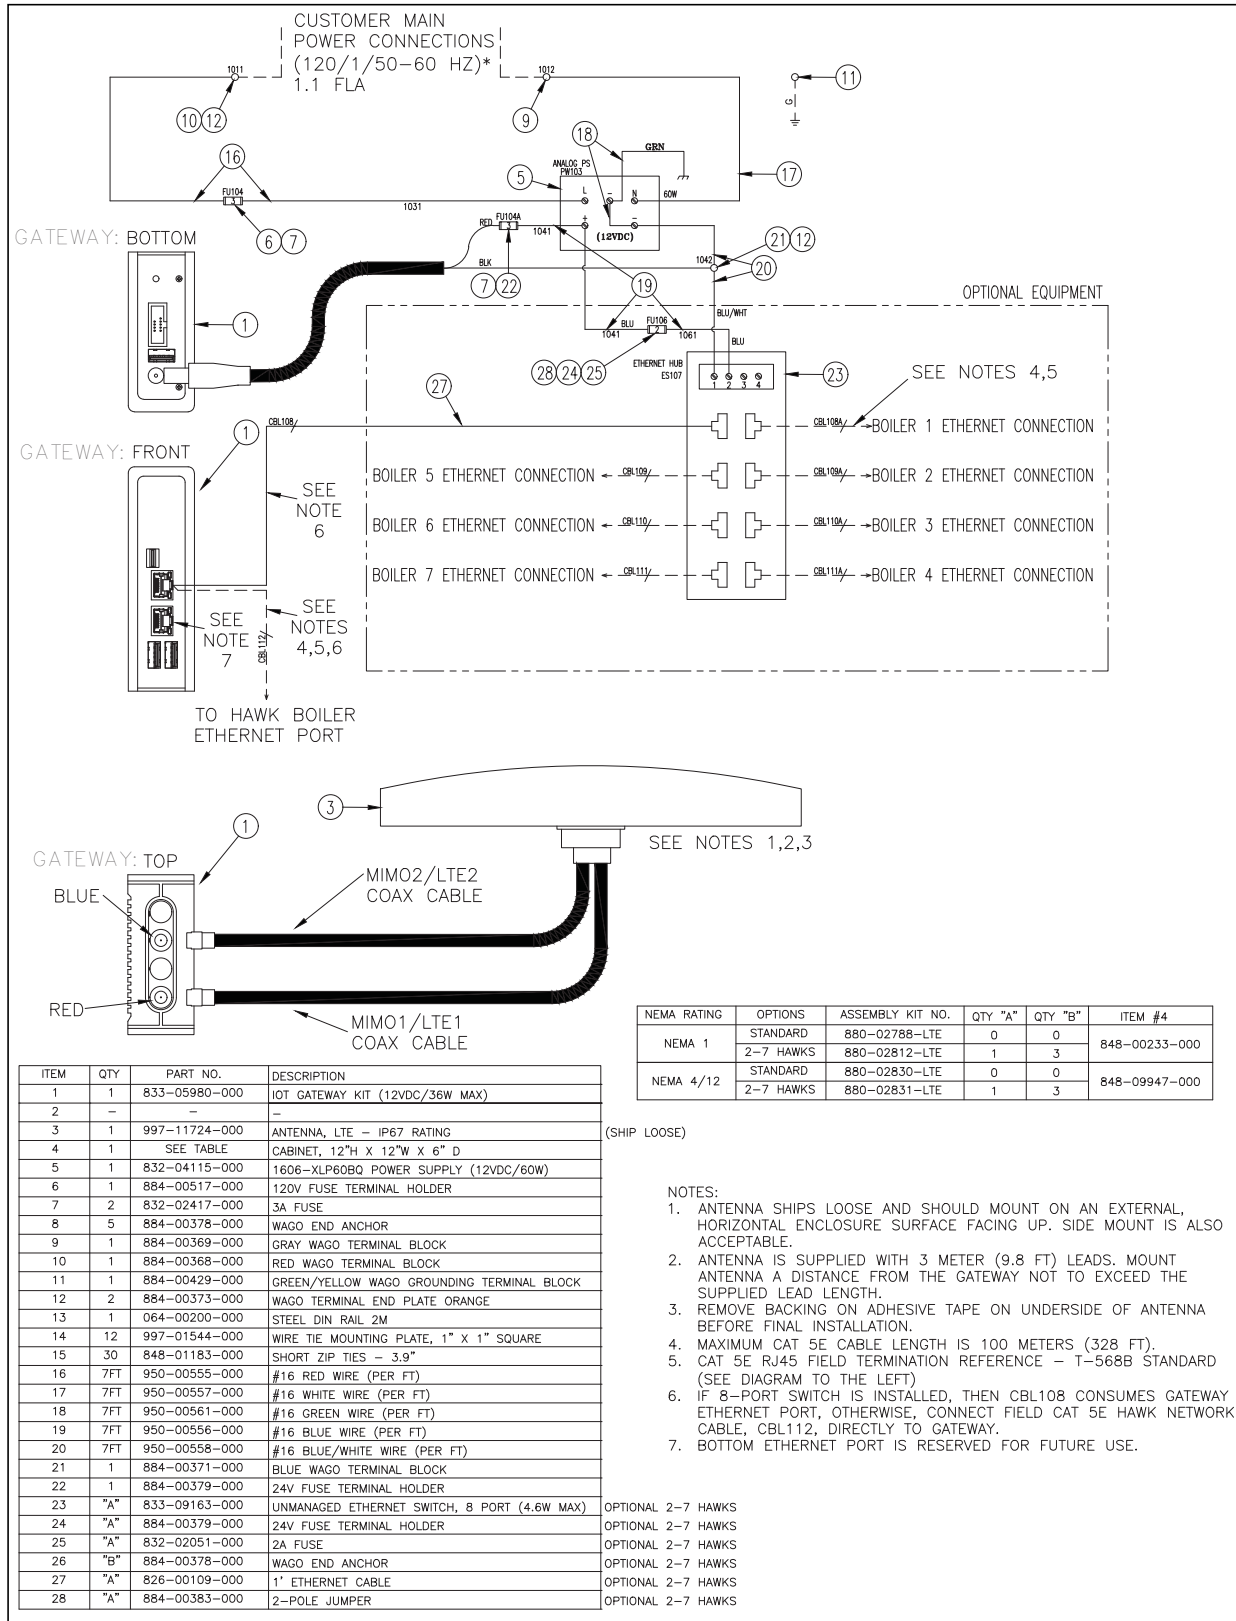 CUSTOMER MAIN
POWER CONNECTIONS
(120/1/50-60 HZ)*
1.1 FLA
1011
1012
10
12
9
11
G
16
18
GRN
ANALOG PS
PW103
5
L
-
N
60W
17
FU104
3
1031
+
-
(12VDC)
RED
FU104A
3
1041
6
7
21
12
1042
20
BLK
7
22
19
GATEWAY: BOTTOM
1
OPTIONAL EQUIPMENT
BLU/WHT
1041
BLU
FU106
2
1061
BLU
ETHERNET HUB
ES107
1 2 3 4
28
24
25
23
27
SEE NOTES 4,5
CBL108
1
CBL108A
BOILER 1 ETHERNET CONNECTION
GATEWAY: FRONT
BOILER 5 ETHERNET CONNECTION
CBL109
CBL109A
BOILER 2 ETHERNET CONNECTION
SEE
NOTE
6
BOILER 6 ETHERNET CONNECTION
CBL110
CBL110A
BOILER 3 ETHERNET CONNECTION
BOILER 7 ETHERNET CONNECTION
CBL111
CBL111A
BOILER 4 ETHERNET CONNECTION
SEE
NOTE
7
SEE
NOTES
4,5,6
CBL112
TO HAWK BOILER
ETHERNET PORT
3
SEE NOTES 1,2,3
1
GATEWAY: TOP
BLUE
MIMO2/LTE2
COAX CABLE
RED
MIMO1/LTE1
COAX CABLE
NEMA RATING OPTIONS ASSEMBLY KIT NO. QTY "A" QTY "B" ITEM #4
NEMA 1 STANDARD 880-02788-LTE 0 0 848-00233-000
2-7 HAWKS 880-02812-LTE 1 3
NEMA 4/12 STANDARD 880-02830-LTE 0 0 848-09947-000
2-7 HAWKS 880-02831-LTE 1 3
ITEM QTY PART NO. DESCRIPTION
1 1 833-05980-000 IOT GATEWAY KIT (12VDC/36W MAX)
2 - - -
3 1 997-11724-000 ANTENNA, LTE - IP67 RATING (SHIP LOOSE)
4 1 SEE TABLE CABINET, 12"H X 12"W X 6" D
5 1 832-04115-000 1606-XLP60BQ POWER SUPPLY (12VDC/60W)
6 1 884-00517-000 120V FUSE TERMINAL HOLDER
7 2 832-02417-000 3A FUSE
8 5 884-00378-000 WAGO END ANCHOR
9 1 884-00369-000 GRAY WAGO TERMINAL BLOCK
10 1 884-00368-000 RED WAGO TERMINAL BLOCK
11 1 884-00429-000 GREEN/YELLOW WAGO GROUNDING TERMINAL BLOCK
12 2 884-00373-000 WAGO TERMINAL END PLATE ORANGE
13 1 064-00200-000 STEEL DIN RAIL 2M
14 12 997-01544-000 WIRE TIE MOUNTING PLATE, 1" X 1" SQUARE
15 30 848-01183-000 SHORT ZIP TIES - 3.9"
16 7FT 950-00555-000 #16 RED WIRE (PER FT)
17 7FT 950-00557-000 #16 WHITE WIRE (PER FT)
18 7FT 950-00561-000 #16 GREEN WIRE (PER FT)
19 7FT 950-00556-000 #16 BLUE WIRE (PER FT)
20 7FT 950-00558-000 #16 BLUE/WHITE WIRE (PER FT)
21 1 884-00371-000 BLUE WAGO TERMINAL BLOCK
22 1 884-00379-000 24V FUSE TERMINAL HOLDER
23 "A" 833-09163-000 UNMANAGED ETHERNET SWITCH, 8 PORT (4.6W MAX) OPTIONAL 2-7 HAWKS
24 "A" 884-00379-000 24V FUSE TERMINAL HOLDER OPTIONAL 2-7 HAWKS
25 "A" 832-02051-000 2A FUSE OPTIONAL 2-7 HAWKS
26 "B" 884-00378-000 WAGO END ANCHOR OPTIONAL 2-7 HAWKS
27 "A" 826-00109-000 1' ETHERNET CABLE OPTIONAL 2-7 HAWKS
28 "A" 884-00383-000 2-POLE JUMPER OPTIONAL 2-7 HAWKS
NOTES:
1. ANTENNA SHIPS LOOSE AND SHOULD MOUNT ON AN EXTERNAL,
HORIZONTAL ENCLOSURE SURFACE FACING UP. SIDE MOUNT IS ALSO
ACCEPTABLE.
2. ANTENNA IS SUPPLIED WITH 3 METER (9.8 FT) LEADS. MOUNT
ANTENNA A DISTANCE FROM THE GATEWAY NOT TO EXCEED THE
SUPPLIED LEAD LENGTH.
3. REMOVE BACKING ON ADHESIVE TAPE ON UNDERSIDE OF ANTENNA
BEFORE FINAL INSTALLATION.
4. MAXIMUM CAT 5E CABLE LENGTH IS 100 METERS (328 FT).
5. CAT 5E RJ45 FIELD TERMINATION REFERENCE - T-568B STANDARD
(SEE DIAGRAM TO THE LEFT)
6. IF 8-PORT SWITCH IS INSTALLED, THEN CBL108 CONSUMES GATEWAY
ETHERNET PORT, OTHERWISE, CONNECT FIELD CAT 5E HAWK NETWORK
CABLE, CBL112, DIRECTLY TO GATEWAY.
7. BOTTOM ETHERNET PORT IS RESERVED FOR FUTURE USE.